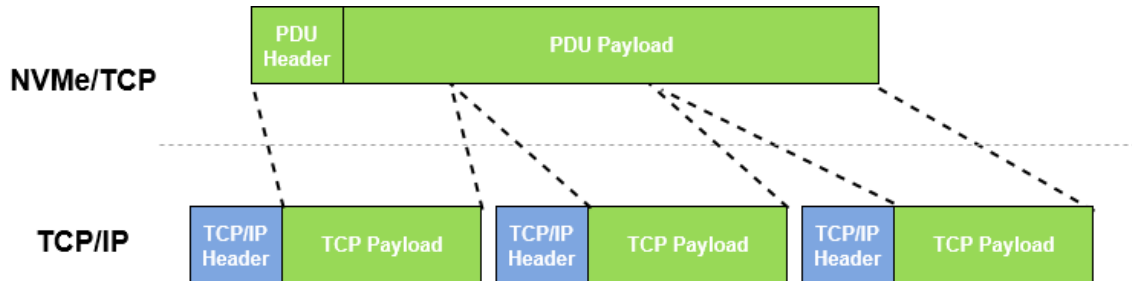 PDU
Header
PDU Payload
NVMe/TCP
TCP/IP
TCP/IP
Header
TCP Payload
TCP/IP
Header
TCP Payload
TCP/IP
Header
TCP Payload